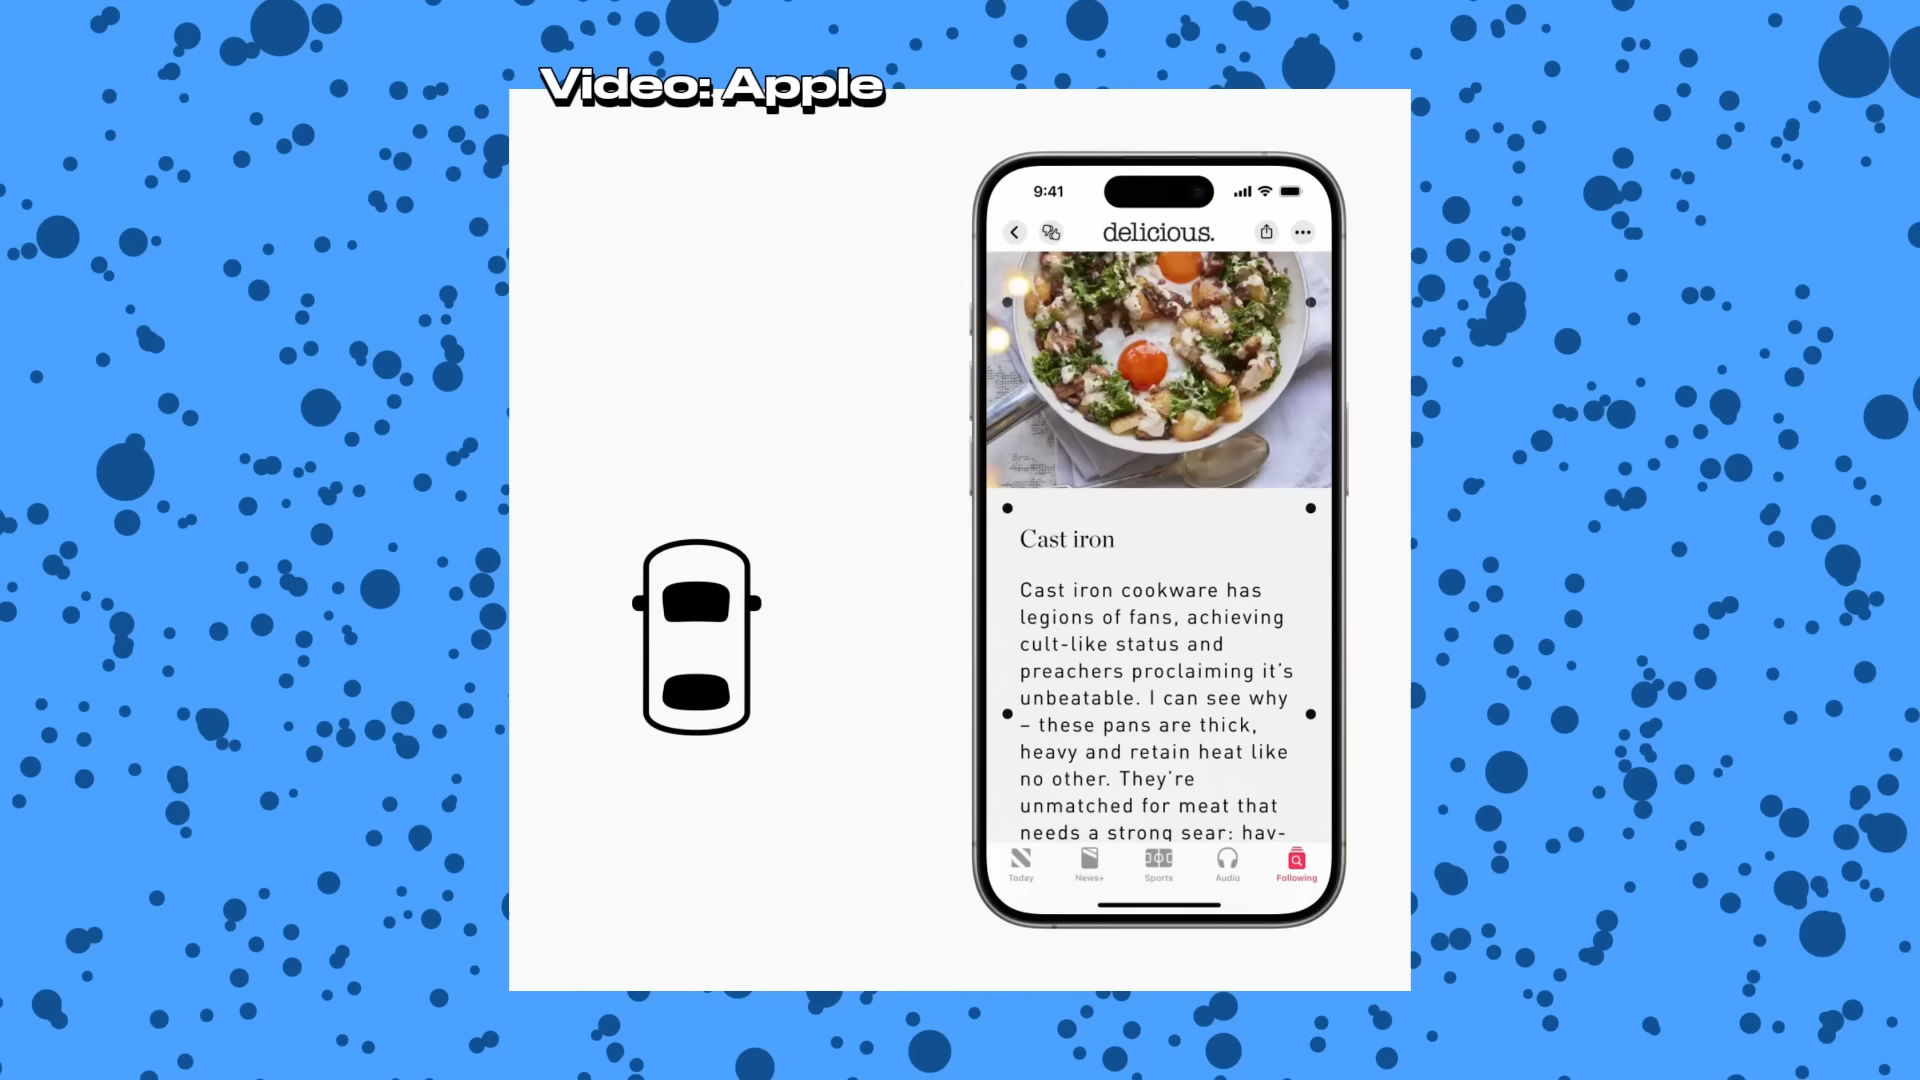 Video: Apple
9:41
delicious.
Cast iron
Cast iron cookware has
legions of fans, achieving
cult-like status and
preachers proclaiming it’s
unbeatable. I can see why
– these pans are thick,
heavy and retain heat like
no other. They’re
unmatched for meat that
needs a strong sear: hav-
Today
News+
Sports
Audio
Following